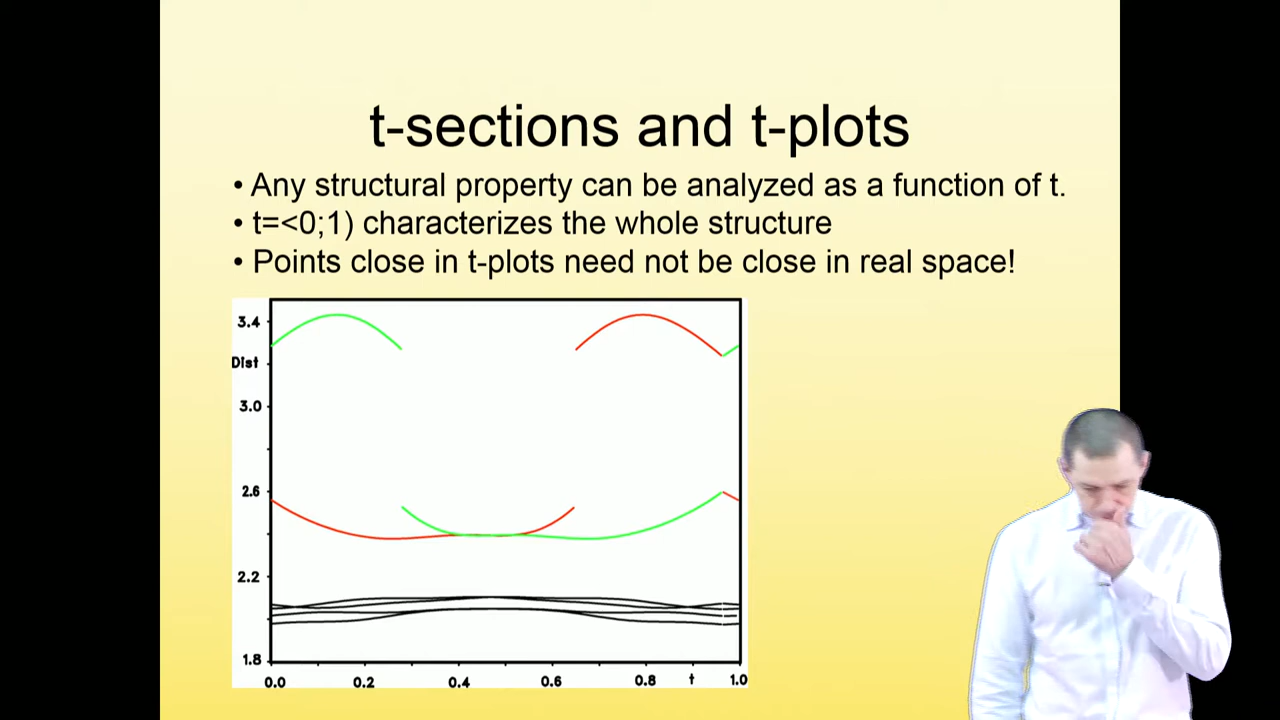 t-sections and t-plots
• Any structural property can be analyzed as a function of t.
• t=<0;1) characterizes the whole structure
• Points close in t-plots need not be close in real space!
3.4
Dist
3.0
2.6
2.2
1.8
0.0 0.2 0.4 0.6 0.8 t 1.0